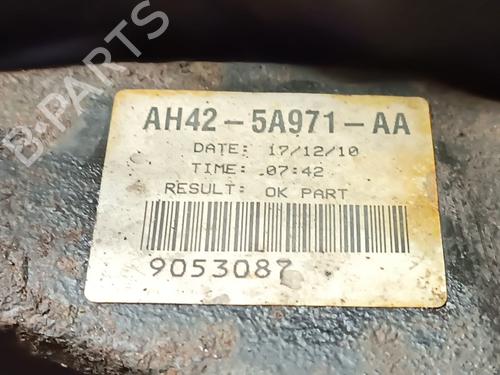 B-PARTS
AH42-5A971-AA
DATE: 17/12/10
TIME: 07:42
RESULT: OK PART
9053087